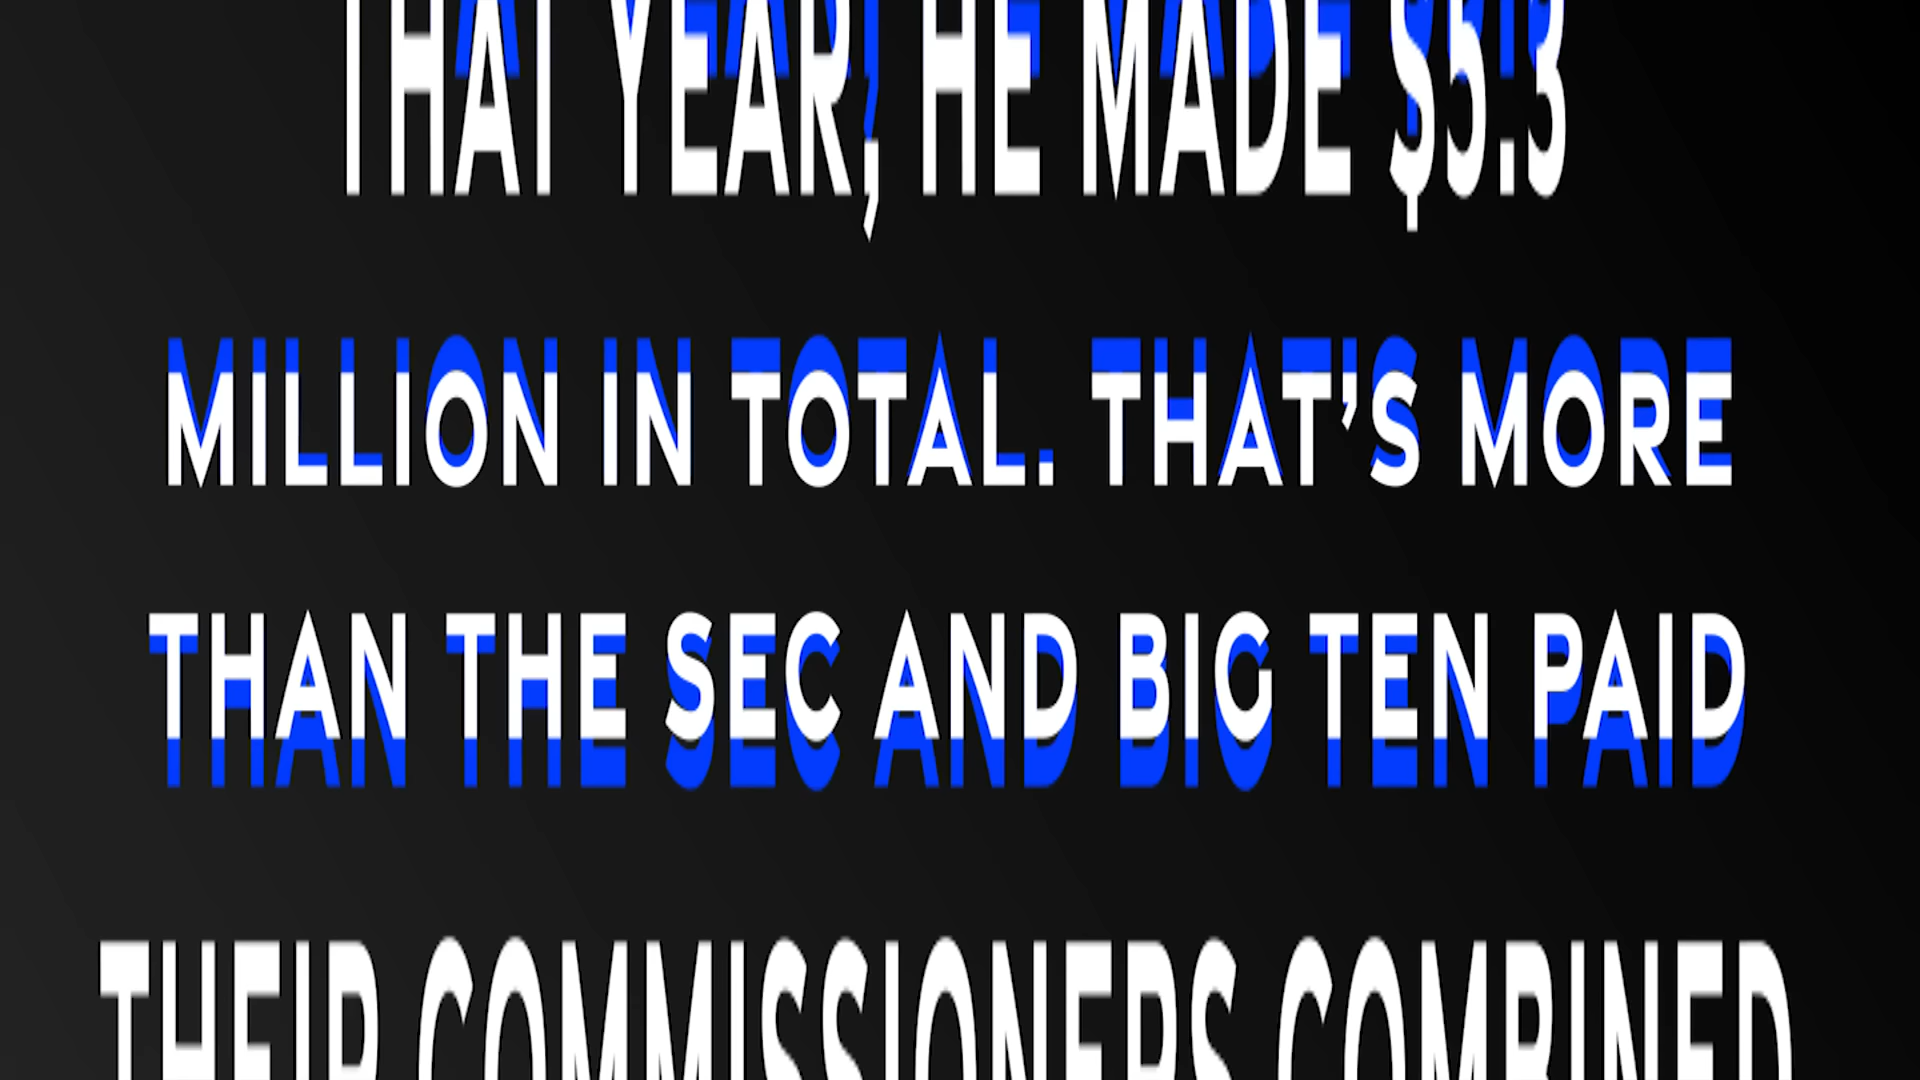 THAT YEAR, HE MADE $5.3
MILLION IN TOTAL. THAT'S MORE
THAN THE SEC AND BIG TEN PAID
THEIR COMMISSIONERS COMBINED